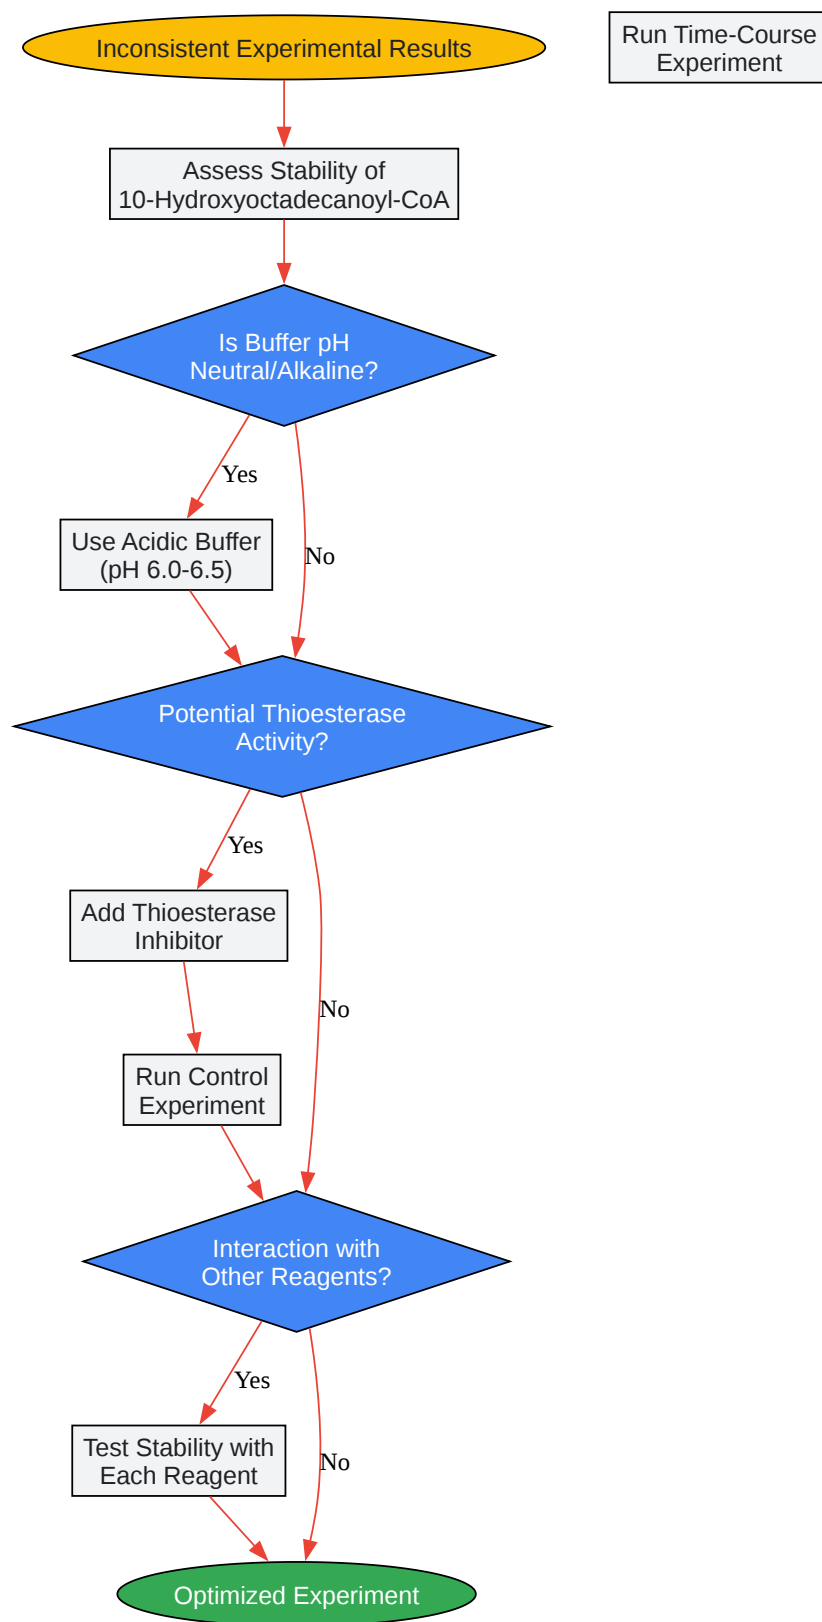 Inconsistent Experimental Results
Run Time-Course
Experiment
Assess Stability of
10-Hydroxyoctadecanoyl-CoA
Is Buffer pH
Neutral/Alkaline?
Yes
Use Acidic Buffer
(pH 6.0-6.5)
No
Potential Thioesterase
Activity?
Yes
Add Thioesterase
Inhibitor
No
Run Control
Experiment
Interaction with
Other Reagents?
Yes
Test Stability with
Each Reagent
No
Optimized Experiment